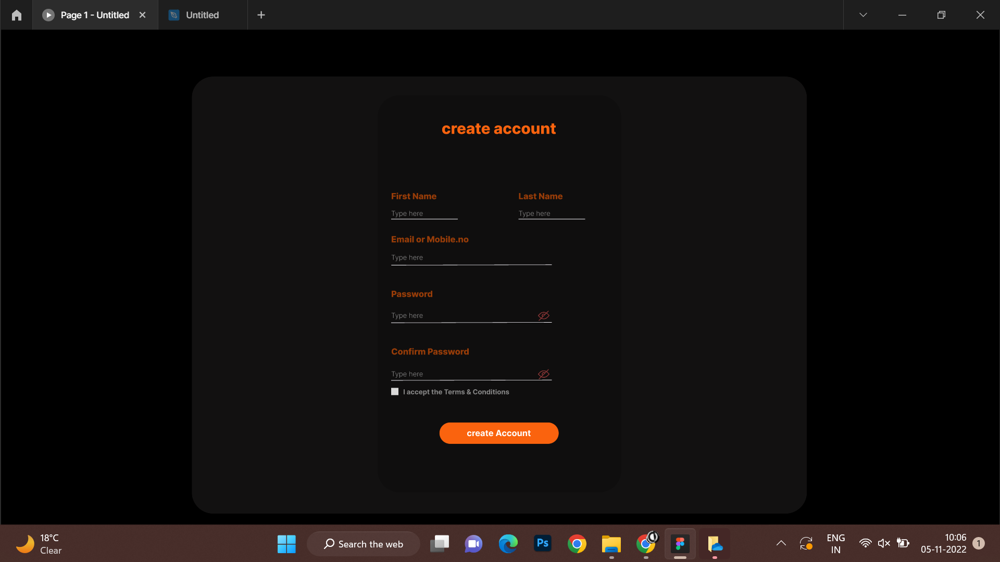 Page 1 - Untitled
Untitled
create account
First Name
Last Name
Type here
Type here
Email or Mobile.no
Type here
Password
Type here
Confirm Password
Type here
I accept the Terms & Conditions
create Account
18°C
Clear
Search the web
Ps
ENG
IN
10:06
05-11-2022
1